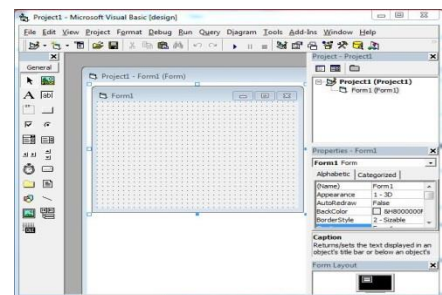 Project1 - Microsoft Visual Basic [design]
File Edit View Project Format Debug Run Query Diagram Tools Add-Ins Window Help
General
A
ab|
Project1 - Form1 (Form)
Form1
Project - Project1
Project1 (Project1)
Form1 (Form1)
Properties - Form1
Form1 Form
Alphabetic Categorized
(Name) Form1
Appearance 1 - 3D
AutoRedraw False
BackColor &H8000000F
BorderStyle 2 - Sizable
Caption
Returns/sets the text displayed in an
object's title bar or below an object's
Form Layout